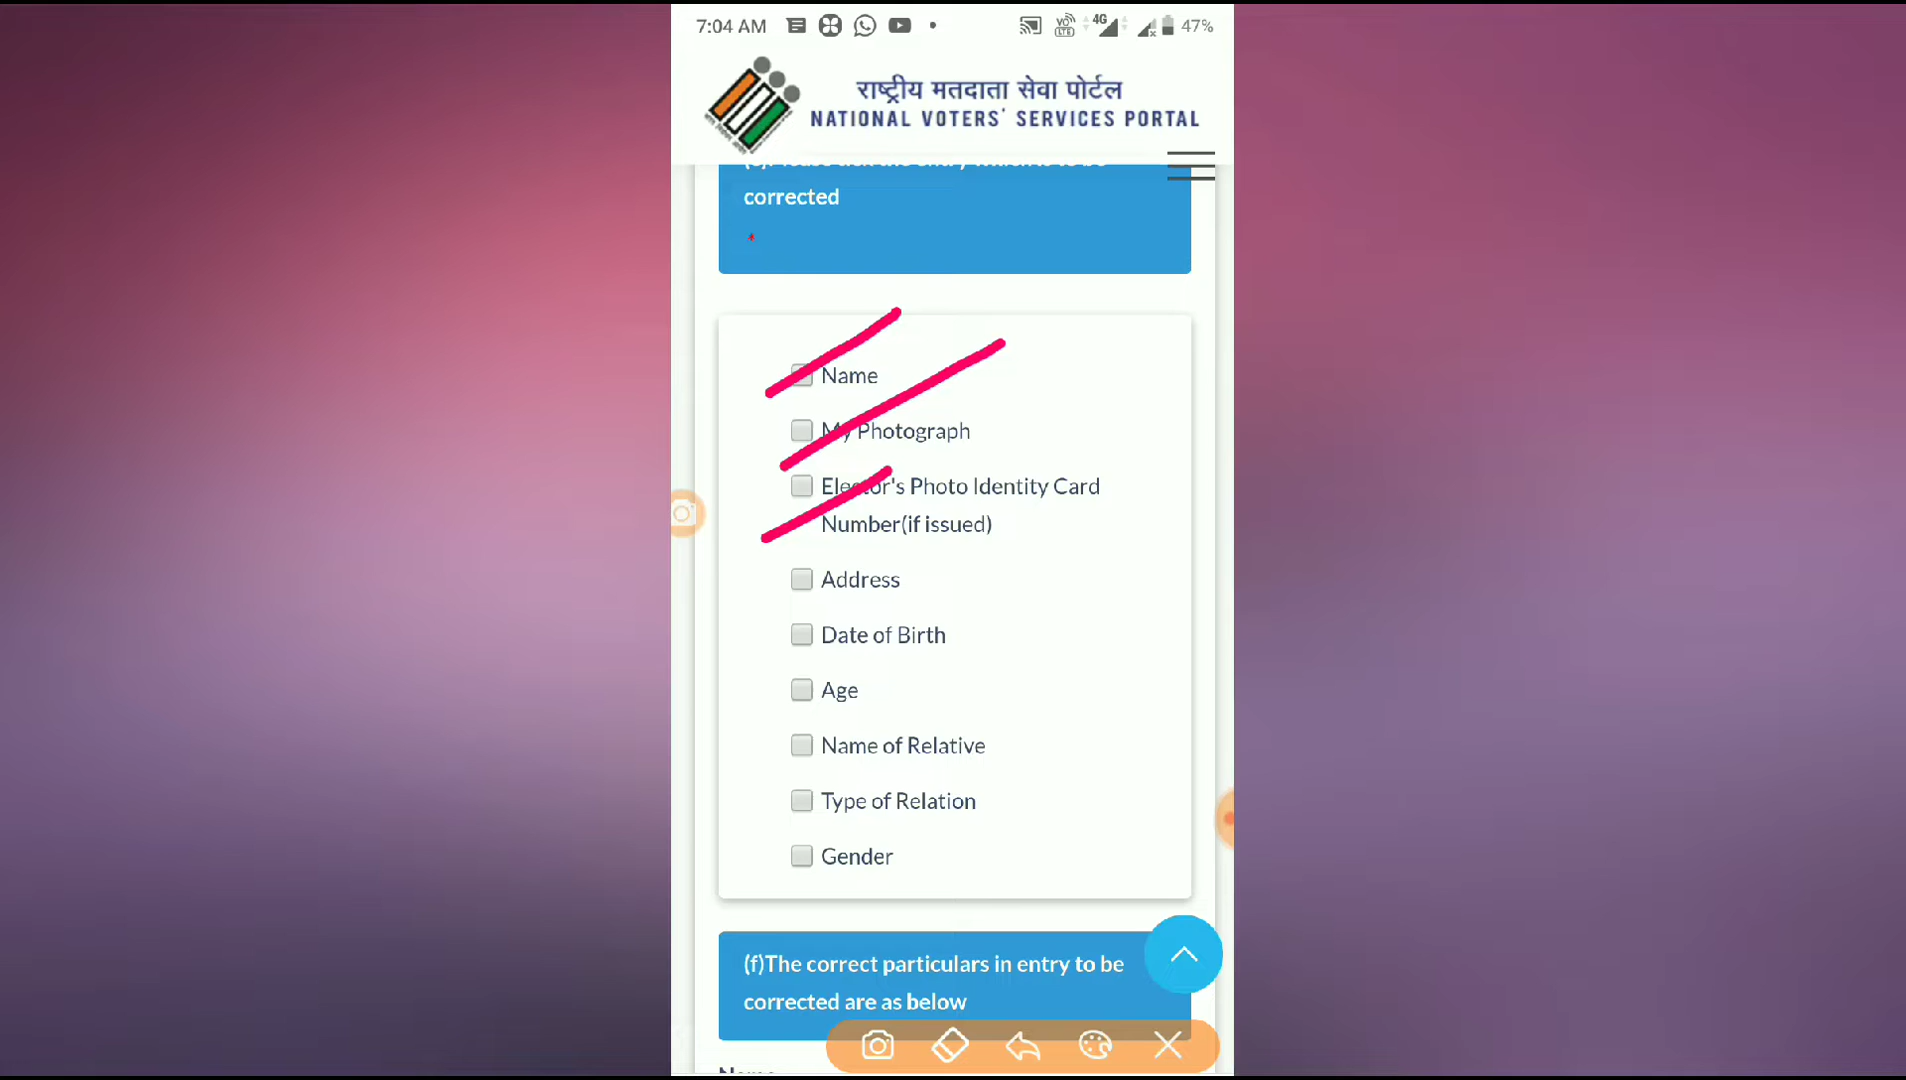 7:04 AM
4G
47%
राष्ट्रीय मतदाता सेवा पोर्टल
NATIONAL VOTERS' SERVICES PORTAL
corrected
*
Name
My Photograph
Elector's Photo Identity Card
Number(if issued)
Address
Date of Birth
Age
Name of Relative
Type of Relation
Gender
(f)The correct particulars in entry to be
corrected are as below